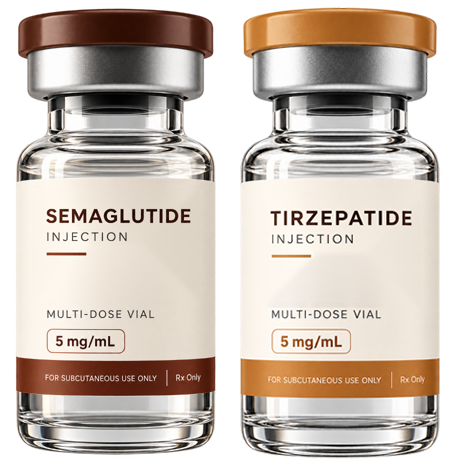 SEMAGLUTIDE
INJECTION
MULTI-DOSE VIAL
5 mg/mL
FOR SUBCUTANEOUS USE ONLY | Rx Only
TIRZEPATIDE
INJECTION
MULTI-DOSE VIAL
5 mg/mL
FOR SUBCUTANEOUS USE ONLY | Rx Only